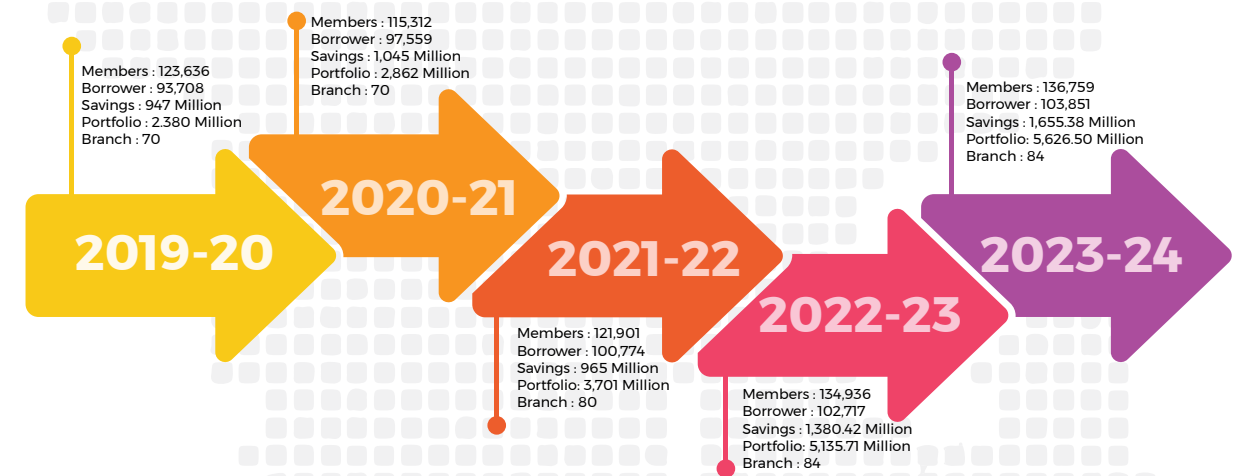 Members : 123,636
Borrower : 93,708
Savings : 947 Million
Portfolio : 2.380 Million
Branch : 70
2019-20
Members : 115,312
Borrower : 97,559
Savings : 1,045 Million
Portfolio : 2,862 Million
Branch : 70
2020-21
2021-22
Members : 121,901
Borrower : 100,774
Savings : 965 Million
Portfolio: 3,701 Million
Branch : 80
2022-23
Members : 134,936
Borrower : 102,717
Savings : 1,380.42 Million
Portfolio: 5,135.71 Million
Branch : 84
Members : 136,759
Borrower : 103,851
Savings : 1,655.38 Million
Portfolio: 5,626.50 Million
Branch : 84
2023-24